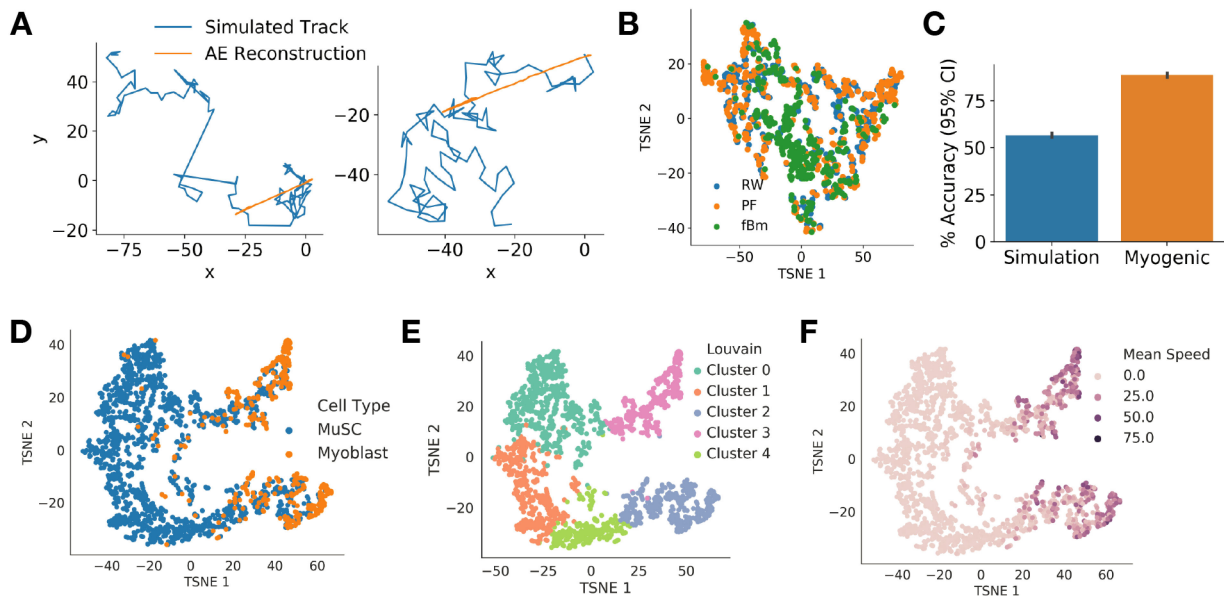 A
Simulated Track
AE Reconstruction
y
40
20
0
−20
−75
−50
−25
0
x
−20
−40
−40
−20
0
x
B
TSNE 2
20
0
−20
−40
−50
0
50
TSNE 1
RW
PF
fBm
C
% Accuracy (95% CI)
75
50
25
0
Simulation
Myogenic
D
TSNE 2
40
20
0
−20
−40
−20
0
20
40
60
TSNE 1
Cell Type
MuSC
Myoblast
E
TSNE 2
40
20
0
−20
−50
−25
0
25
50
TSNE 1
Louvain
Cluster 0
Cluster 1
Cluster 2
Cluster 3
Cluster 4
F
TSNE 2
40
20
0
−20
−40
−20
0
20
40
60
TSNE 1
Mean Speed
0.0
25.0
50.0
75.0